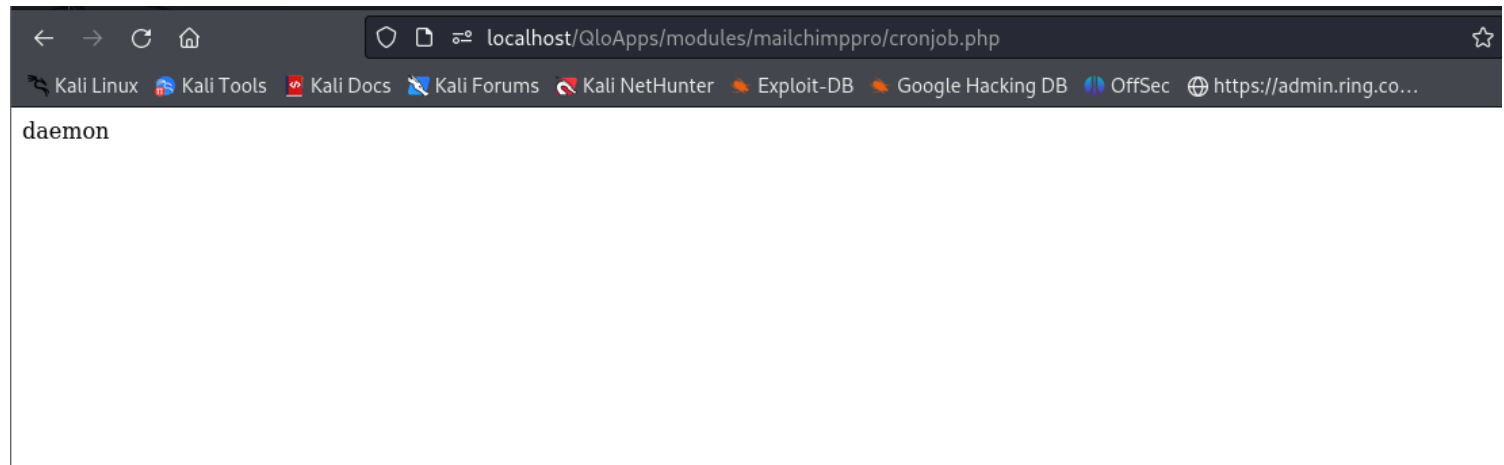 localhost/QloApps/modules/mailchimppro/cronjob.php
Kali Linux Kali Tools Kali Docs Kali Forums Kali NetHunter Exploit-DB Google Hacking DB OffSec https://admin.ring.co...
daemon